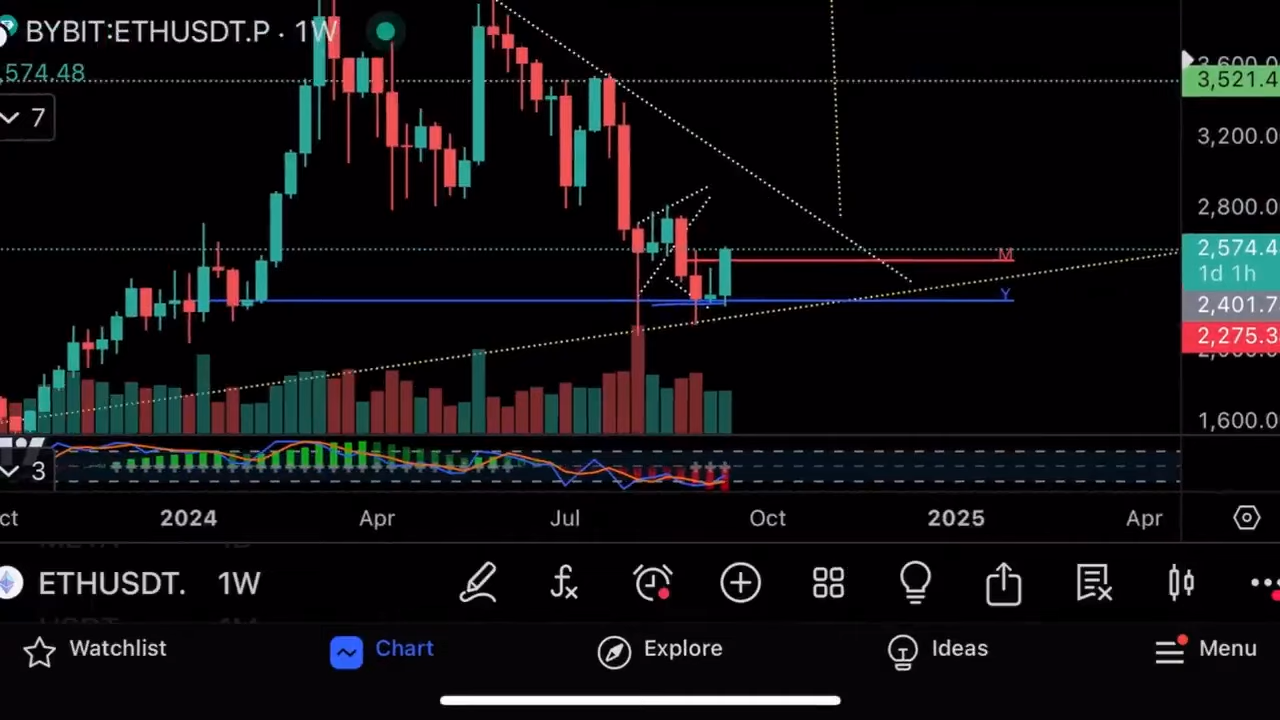 BYBIT:ETHUSDT.P · 1W
,574.48
7
3,521.4
3,200.0
2,800.0
M
2,574.4
1d 1h
Y
2,401.7
2,275.3
1,600.0
3
ct
2024
Apr
Jul
Oct
2025
Apr
ETHUSDT. 1W
Watchlist
Chart
Explore
Ideas
Menu